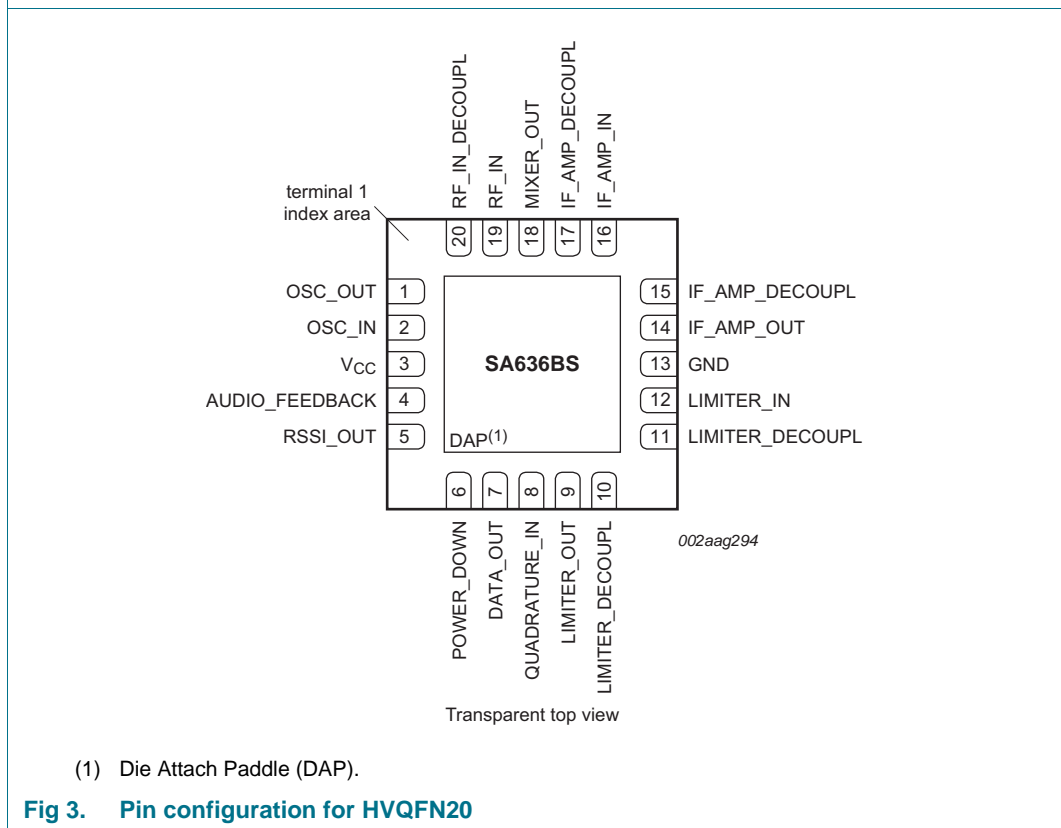 RF_IN_DECOUPL
RF_IN
MIXER_OUT
IF_AMP_DECOUPL
IF_AMP_IN
terminal 1
index area
20
19
18
17
16
OSC_OUT 1
OSC_IN 2
VCC 3
AUDIO_FEEDBACK 4
RSSI_OUT 5
SA636BS
DAP(1)
15 IF_AMP_DECOUPL
14 IF_AMP_OUT
13 GND
12 LIMITER_IN
11 LIMITER_DECOUPL
6
7
8
9
10
POWER_DOWN
DATA_OUT
QUADRATURE_IN
LIMITER_OUT
LIMITER_DECOUPL
002aag294
Transparent top view
(1) Die Attach Paddle (DAP).
Fig 3. Pin configuration for HVQFN20